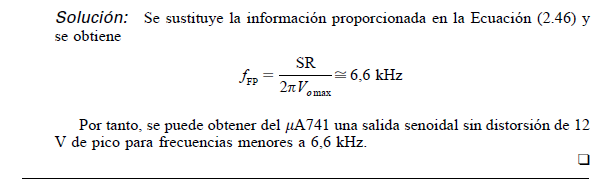 Solución: Se sustituye la información proporcionada en la Ecuación (2.46) y
se obtiene
f_FP = SR / 2πV_o max ≅ 6,6 kHz
Por tanto, se puede obtener del μA741 una salida senoidal sin distorsión de 12
V de pico para frecuencias menores a 6,6 kHz.